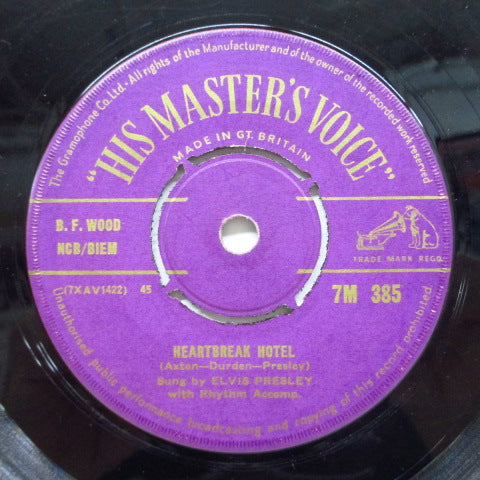 The Gramophone Co. Ltd.- All rights of the Manufacturer and of the owner of the recorded work reserved
"HIS MASTER'S VOICE"
MADE IN GT. BRITAIN
B. F. WOOD
NCB/BIEM
TRADE MARK REGD.
(7XAV1422) 45
7M 385
HEARTBREAK HOTEL
(Axton—Durden—Presley)
Sung by ELVIS PRESLEY
with Rhythm Accomp.
Unauthorised public performance broadcasting and copying of this record prohibited